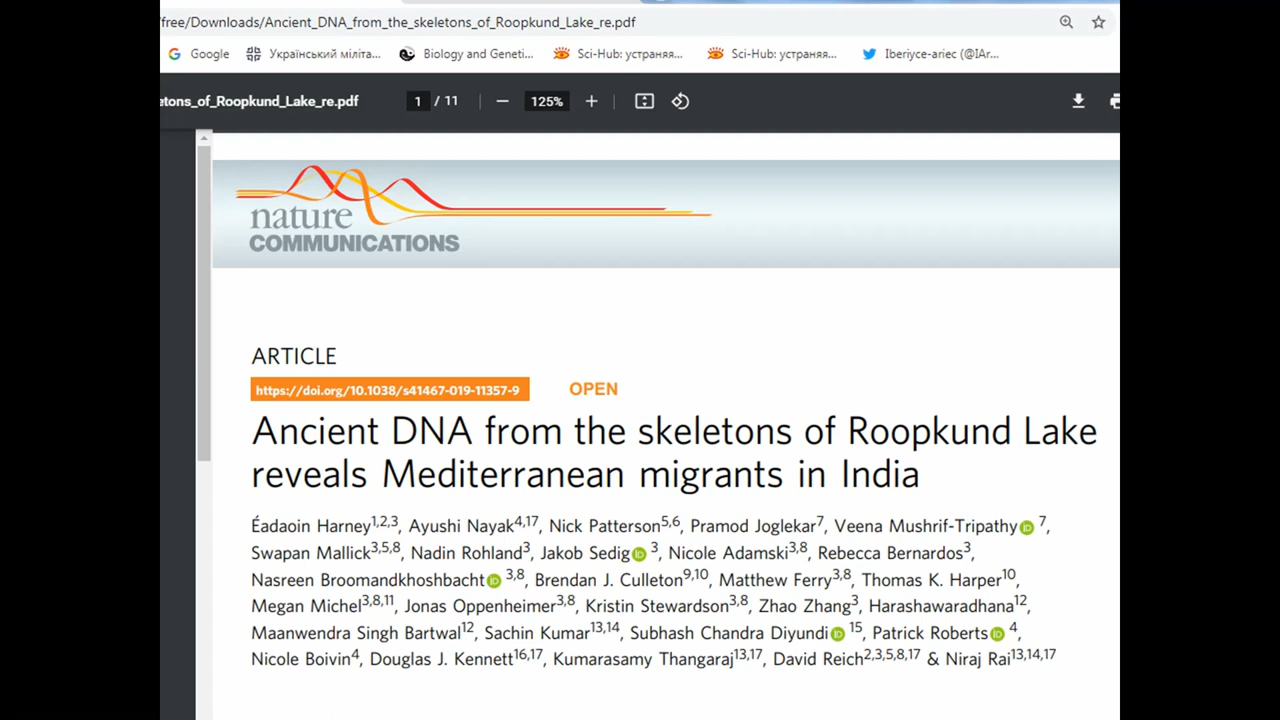 free/Downloads/Ancient_DNA_from_the_skeletons_of_Roopkund_Lake_re.pdf
Google Український міліта... Biology and Geneti... Sci-Hub: устраняя... Sci-Hub: устраняя... Iberiyce-ariec (@IAr...
etons_of_Roopkund_Lake_re.pdf 1 / 11 − 125% +
nature
COMMUNICATIONS
ARTICLE
https://doi.org/10.1038/s41467-019-11357-9 OPEN
Ancient DNA from the skeletons of Roopkund Lake
reveals Mediterranean migrants in India
Éadaoin Harney1,2,3, Ayushi Nayak4,17, Nick Patterson5,6, Pramod Joglekar7, Veena Mushrif-Tripathy iD 7,
Swapan Mallick3,5,8, Nadin Rohland3, Jakob Sedig iD 3, Nicole Adamski3,8, Rebecca Bernardos3,
Nasreen Broomandkhoshbacht iD 3,8, Brendan J. Culleton9,10, Matthew Ferry3,8, Thomas K. Harper10,
Megan Michel3,8,11, Jonas Oppenheimer3,8, Kristin Stewardson3,8, Zhao Zhang3, Harashawaradhana12,
Maanwendra Singh Bartwal12, Sachin Kumar13,14, Subhash Chandra Diyundi iD 15, Patrick Roberts iD 4,
Nicole Boivin4, Douglas J. Kennett16,17, Kumarasamy Thangaraj13,17, David Reich2,3,5,8,17 & Niraj Rai13,14,17